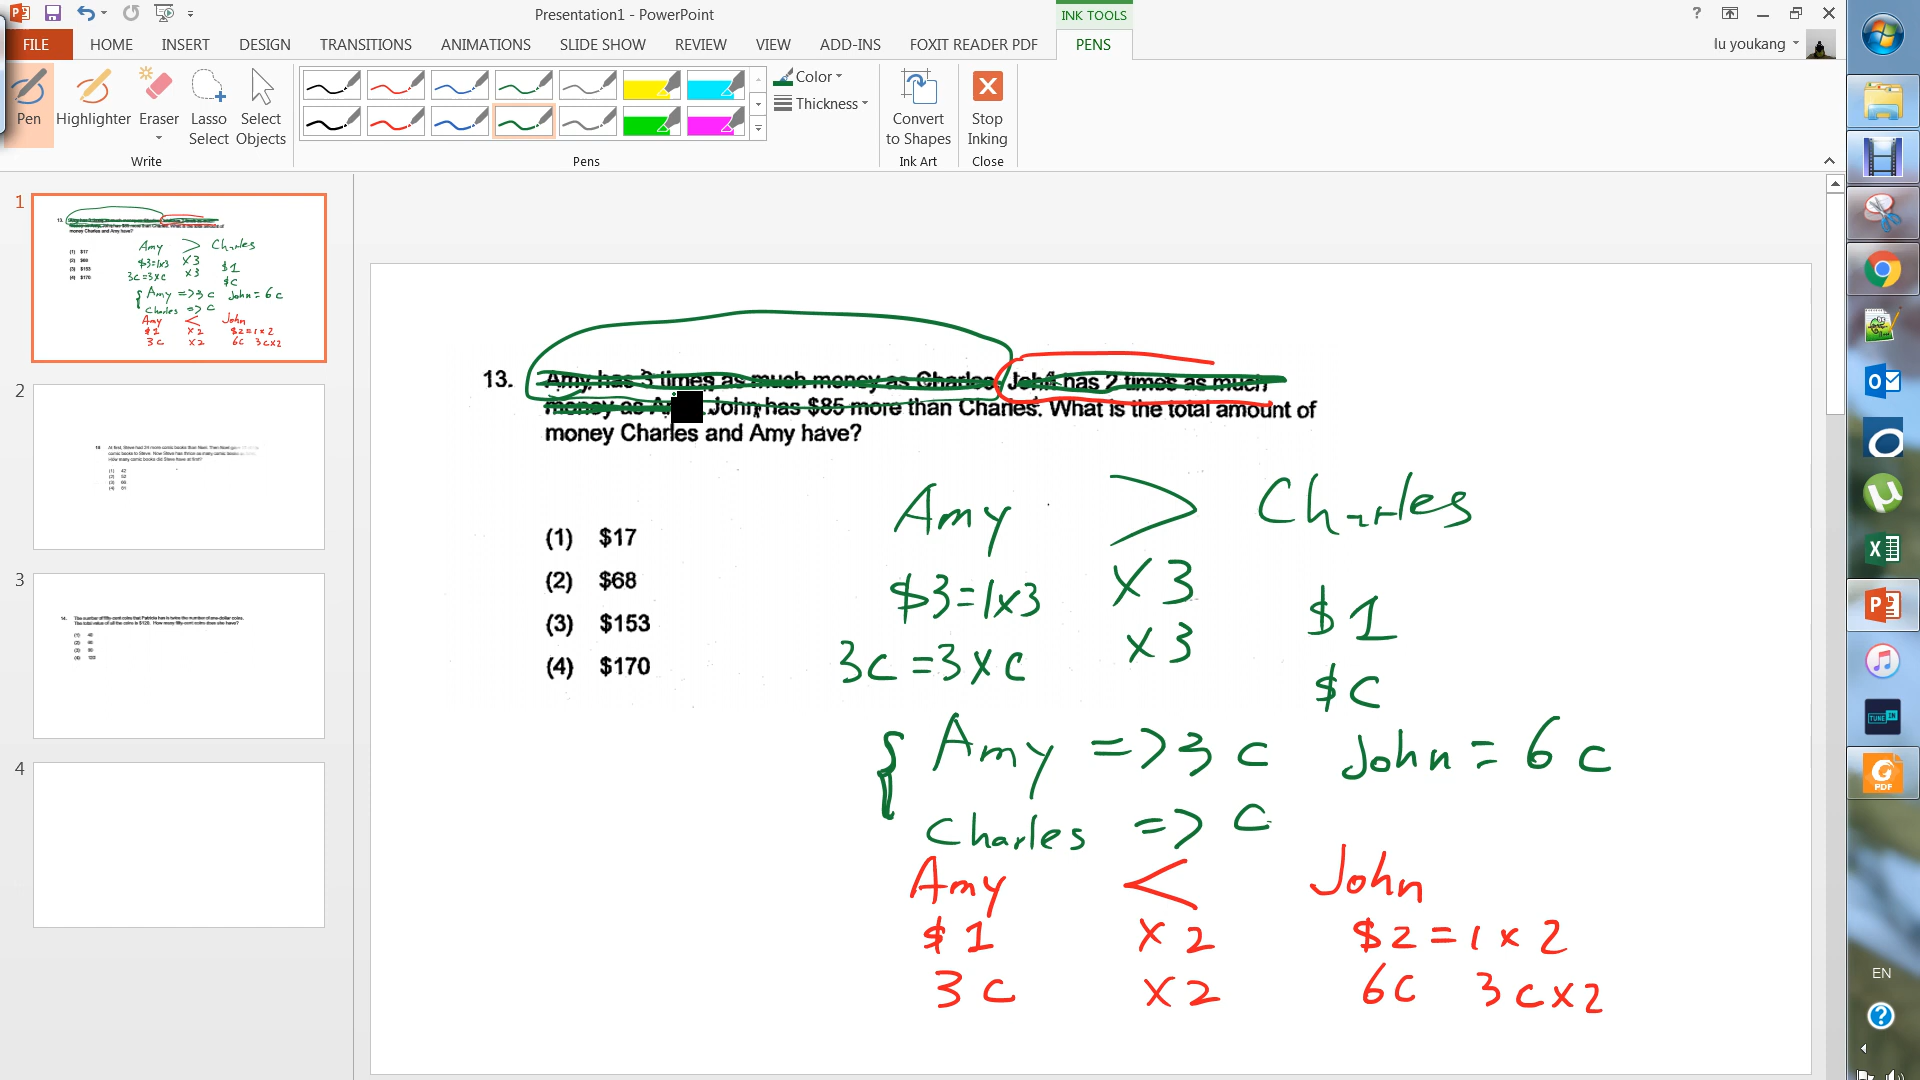 Presentation1 - PowerPoint
INK TOOLS
FILE HOME INSERT DESIGN TRANSITIONS ANIMATIONS SLIDE SHOW REVIEW VIEW ADD-INS FOXIT READER PDF PENS
lu youkang
Pen Highlighter Eraser Lasso Select Select Objects
Color
Thickness
Convert to Shapes
Stop Inking
Write Pens Ink Art Close
1
2
3
4
13. Amy has 3 times as much money as Charles. John has 2 times as much
money as John has $85 more than Charles. What is the total amount of
money Charles and Amy have?
(1) $17
(2) $68
(3) $153
(4) $170
Amy > Charles
$3=1x3 x3 $1
3c=3xc x3 $c
{ Amy =>3c John = 6c
Charles => c
Amy < John
$1 x2 $2=1x2
3c x2 6c 3cx2
EN